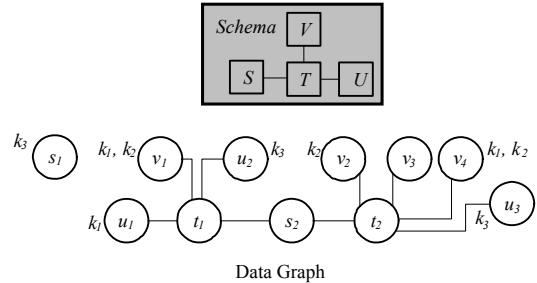 Schema V
S T U
k3 s1 k1, k2 v1 u2 k3 k2 v2 v3 v4 k1, k2
k1 u1 t1 s2 t2 k3 u3
Data Graph